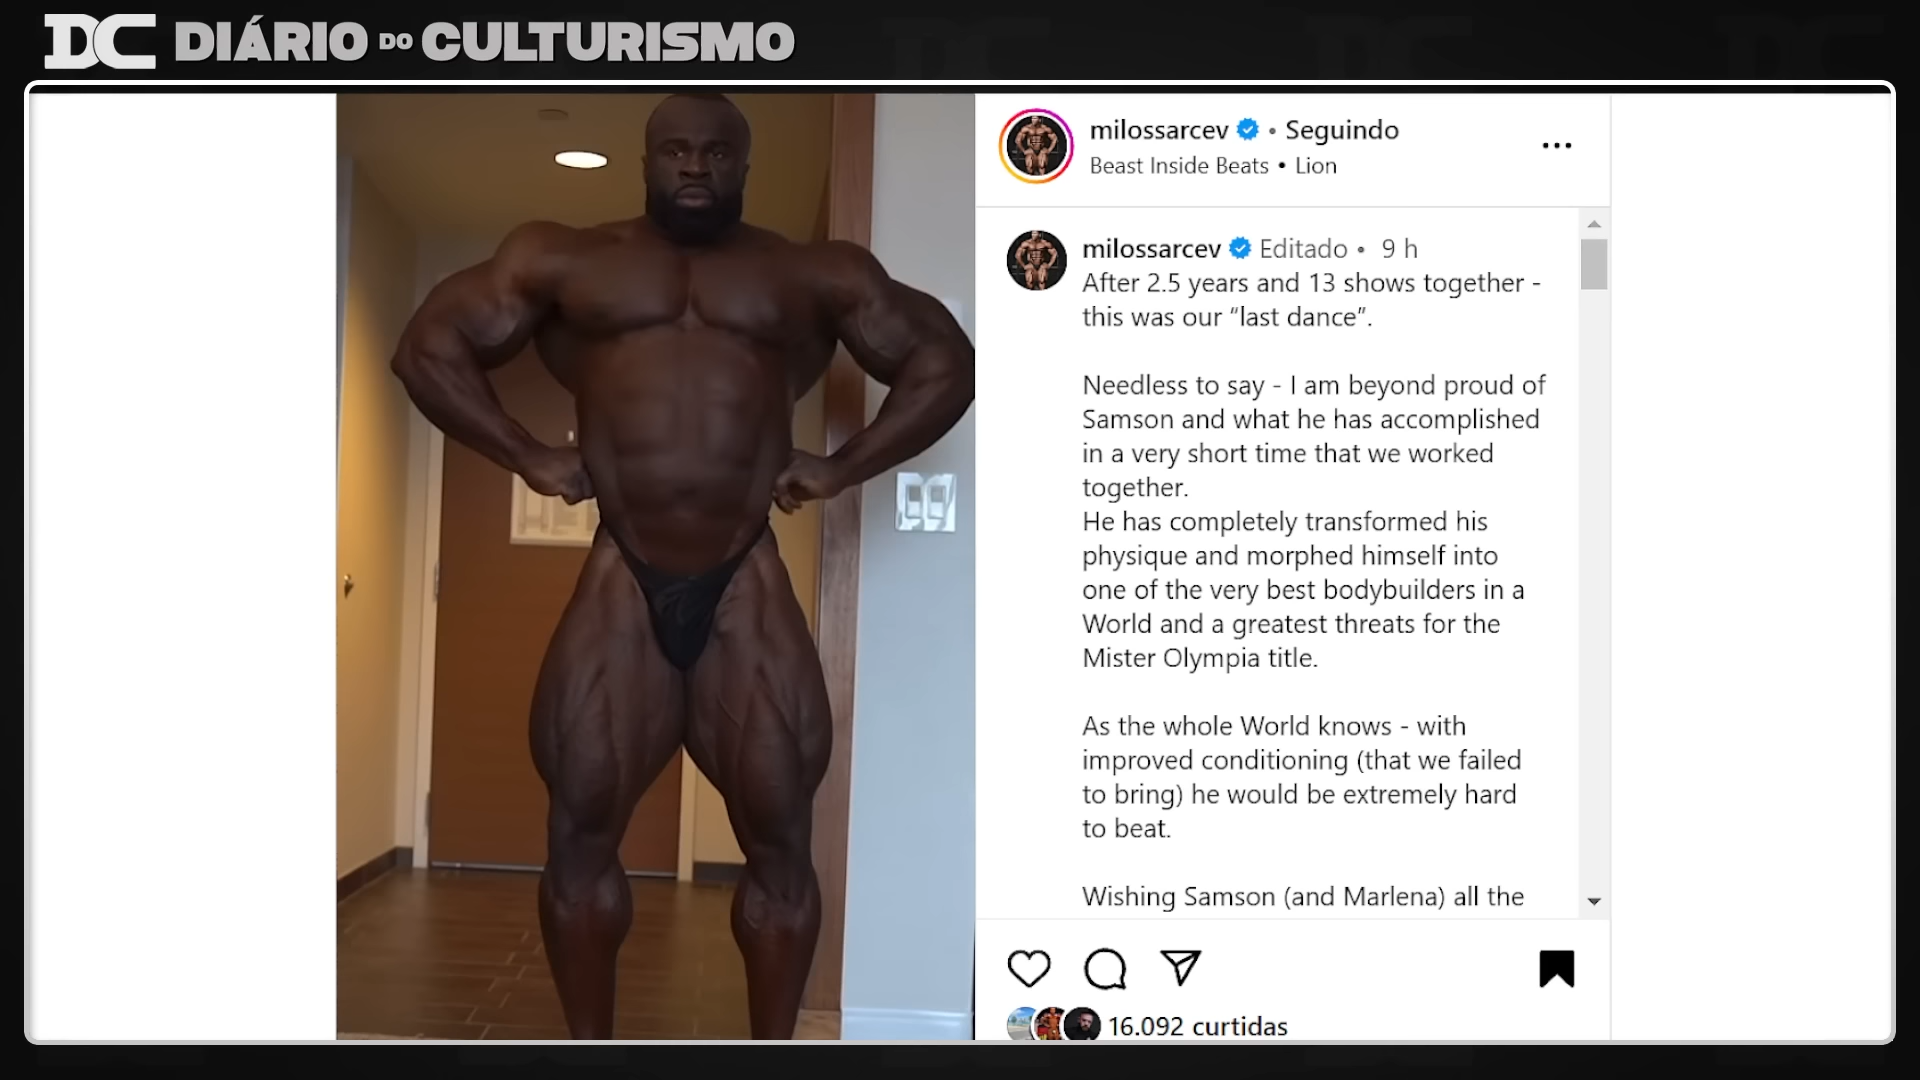 DC DIÁRIO DO CULTURISMO
milossarcev • Seguindo
Beast Inside Beats • Lion
milossarcev Editado • 9 h
After 2.5 years and 13 shows together -
this was our “last dance”.
Needless to say - I am beyond proud of
Samson and what he has accomplished
in a very short time that we worked
together.
He has completely transformed his
physique and morphed himself into
one of the very best bodybuilders in a
World and a greatest threats for the
Mister Olympia title.
As the whole World knows - with
improved conditioning (that we failed
to bring) he would be extremely hard
to beat.
Wishing Samson (and Marlena) all the
16.092 curtidas